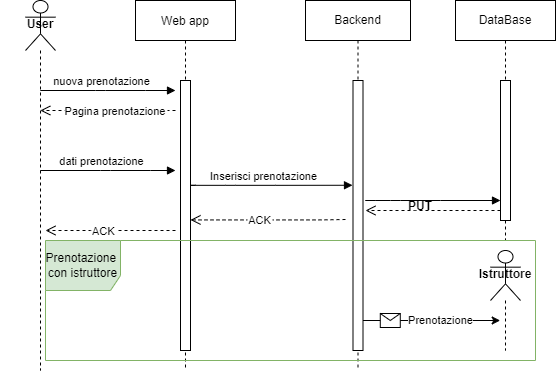 User
Web app
Backend
DataBase
nuova prenotazione
Pagina prenotazione
dati prenotazione
Inserisci prenotazione
PUT
ACK
ACK
Prenotazione
con istruttore
Istruttore
Prenotazione